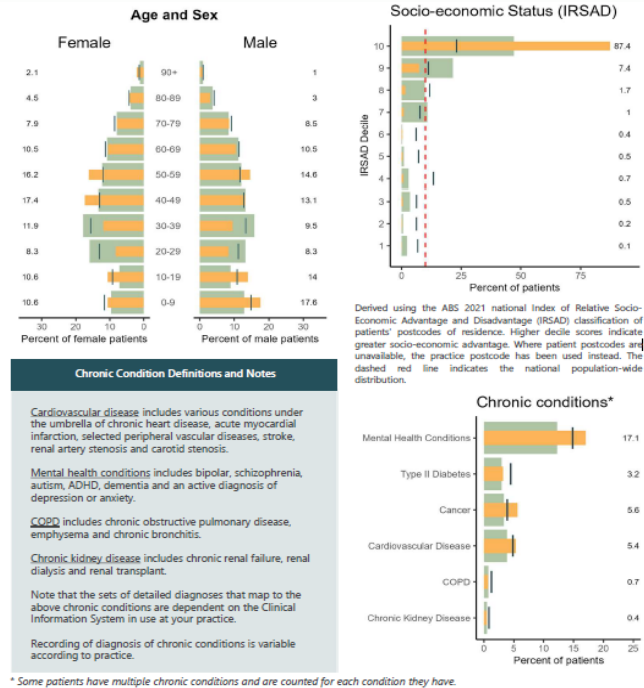 Age and Sex
Female
Male
2.1 90+ 1
4.5 80-89 3
7.9 70-79 8.5
10.5 60-69 10.5
16.2 50-59 14.6
17.4 40-49 13.1
11.9 30-39 9.5
8.3 20-29 8.3
10.6 10-19 14
10.6 0-9 17.6
30 20 10 0
0 10 20 30
Percent of female patients
Percent of male patients
Socio-economic Status (IRSAD)
IRSAD Decile
10 87.4
9 7.4
8 1.7
7 1
6 0.4
5 0.5
4 0.7
3 0.5
2 0.2
1 0.1
0 25 50 75
Percent of patients
Derived using the ABS 2021 national Index of Relative Socio-
Economic Advantage and Disadvantage (IRSAD) classification of
patients' postcodes of residence. Higher decile scores indicate
greater socio-economic advantage. Where patient postcodes are
unavailable, the practice postcode has been used instead. The
dashed red line indicates the national population-wide
distribution.
Chronic Condition Definitions and Notes
Cardiovascular disease includes various conditions under
the umbrella of chronic heart disease, acute myocardial
infarction, selected peripheral vascular diseases, stroke,
renal artery stenosis and carotid stenosis.
Mental health conditions includes bipolar, schizophrenia,
autism, ADHD, dementia and an active diagnosis of
depression or anxiety.
COPD includes chronic obstructive pulmonary disease,
emphysema and chronic bronchitis.
Chronic kidney disease includes chronic renal failure, renal
dialysis and renal transplant.
Note that the sets of detailed diagnoses that map to the
above chronic conditions are dependent on the Clinical
Information System in use at your practice.
Recording of diagnosis of chronic conditions is variable
according to practice.
Chronic conditions*
Mental Health Conditions 17.1
Type II Diabetes 3.2
Cancer 5.6
Cardiovascular Disease 5.4
COPD 0.7
Chronic Kidney Disease 0.4
0 5 10 15 20 25
Percent of patients
* Some patients have multiple chronic conditions and are counted for each condition they have.